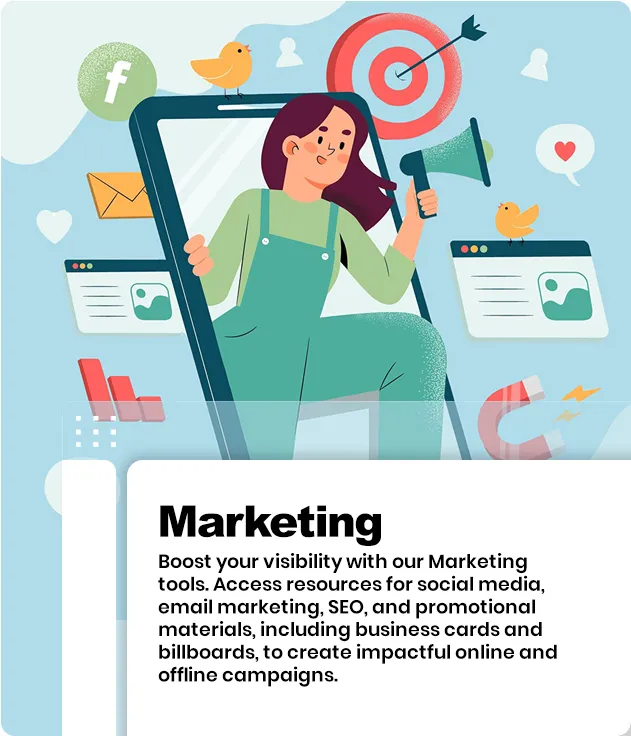 f
Marketing
Boost your visibility with our Marketing
tools. Access resources for social media,
email marketing, SEO, and promotional
materials, including business cards and
billboards, to create impactful online and
offline campaigns.